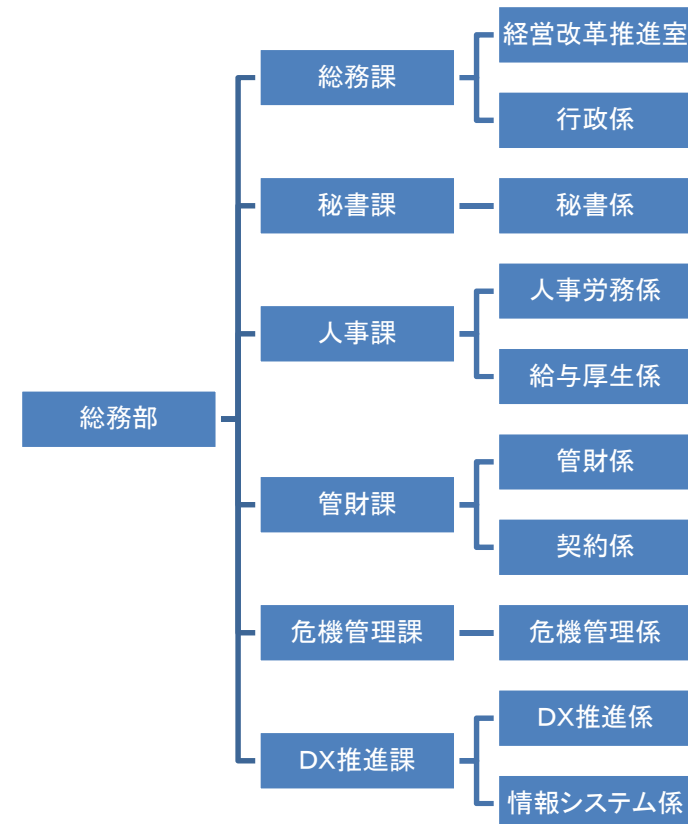 総務部
総務課
経営改革推進室
行政係
秘書課
秘書係
人事課
人事労務係
給与厚生係
管財課
管財係
契約係
危機管理課
危機管理係
DX推進課
DX推進係
情報システム係